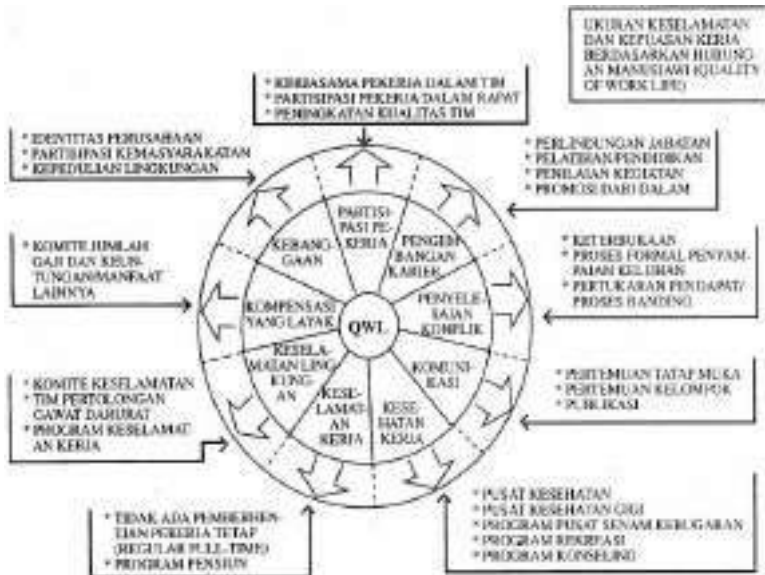 UKURAN KESELAMATAN
DAN KEPUASAN KERJA
BERDASARKAN HUBUNG
AN MANUSIAWI (QUALITY
OF WORK LIFE)
* KERJASAMA PEKERJA DALAM TIM
* PARTISIPASI PEKERJA DALAM RAPAT
* PENINGKATAN KUALITAS TIM
* IDENTITAS PERUSAHAAN
* PARTISIPASI KEMASYARAKATAN
* KEPEDULIAN LINGKUNGAN
* PERLINDUNGAN JABATAN
* PELATIHAN/PENDIDIKAN
* PENILAIAN KEGIATAN
* PROMOSI DARI DALAM
* KOMITE JUMLAH
GAJI DAN KEUN-
TUNGAN/MANFAAT
LAINNYA
* KETERBUKAAN
* PROSES FORMAL PENYAM-
PAIAN KELUHAN
* PERTUKARAN PENDAPAT/
PROSES BANDING
PARTISI-
PASI PE-
KERJA
PENGEM
BANGAN
KARIER
PENYELE-
SAIAN
KONFLIK
KOMUNI-
KASI
KESE-
HATAN
KERJA
KESE-
LAMAT-
AN
KERJA
KESELA-
MATAN LING
KUNG-
AN
KOMPENSASI
YANG LAYAK
KEBANG-
GAAN
QWL
* KOMITE KESELAMATAN
* TIM PERTOLONGAN
GAWAT DARURAT
* PROGRAM KESELAMAT
AN KERJA
* PERTEMUAN TATAP MUKA
* PERTEMUAN KELOMPOK
* PUBLIKASI
* TIDAK ADA PEMBERHEN-
TIAN PEKERJA TETAP
(REGULAR FULL-TIME)
* PROGRAM PENSIUN
* PUSAT KESEHATAN
* PUSAT KESEHATAN GIGI
* PROGRAM PUSAT SENAM KEBUGARAN
* PROGRAM REKREASI
* PROGRAM KONSELING